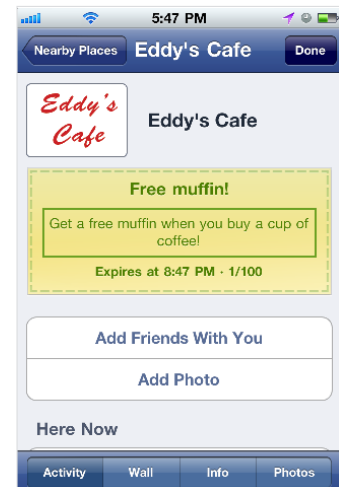 5:47 PM
Nearby Places
Eddy's Cafe
Done
Eddy's
Cafe
Eddy's Cafe
Free muffin!
Get a free muffin when you buy a cup of
coffee!
Expires at 8:47 PM · 1/100
Add Friends With You
Add Photo
Here Now
Activity
Wall
Info
Photos